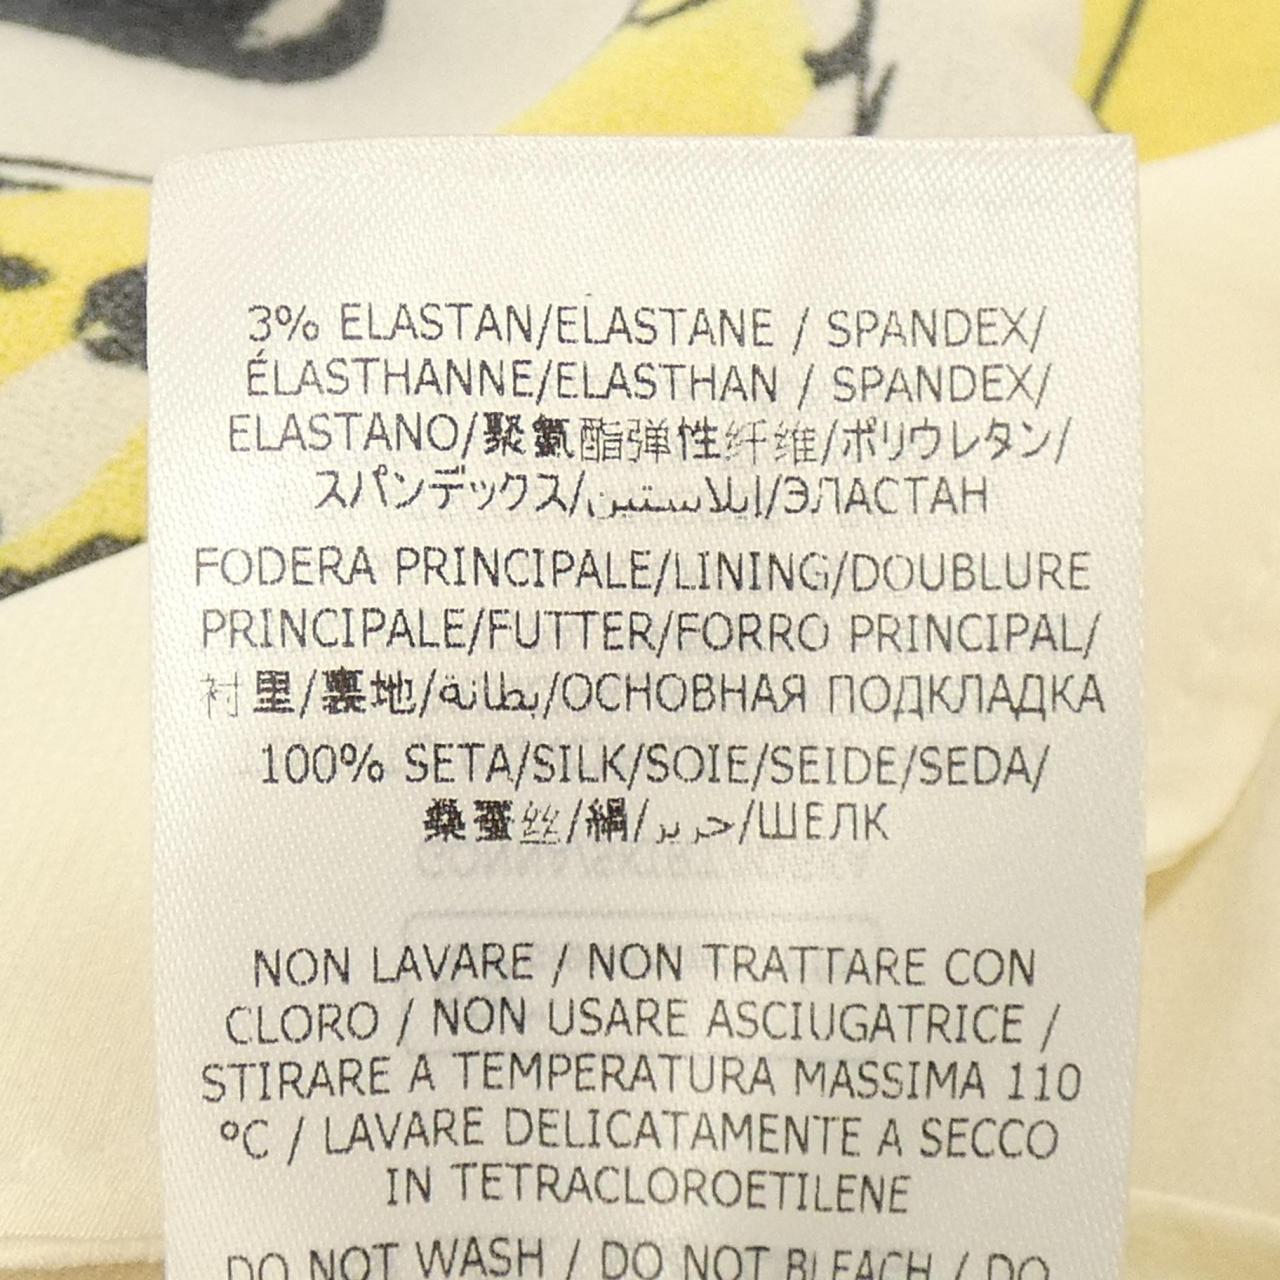 3% ELASTAN/ELASTANE / SPANDEX/
ÉLASTHANNE/ELASTHAN / SPANDEX/
ELASTANO/聚氨酯弹性纤维/ポリウレタン/
スパンデックス/ايلاستين/ЭЛАСТАН
FODERA PRINCIPALE/LINING/DOUBLURE
PRINCIPALE/FUTTER/FORRO PRINCIPAL/
衬里/裏地/بطانة/ОСНОВНАЯ ПОДКЛАДКА
100% SETA/SILK/SOIE/SEIDE/SEDA/
桑蚕丝/絹/حرير/ШЕЛК
NON LAVARE / NON TRATTARE CON
CLORO / NON USARE ASCIUGATRICE /
STIRARE A TEMPERATURA MASSIMA 110
°C / LAVARE DELICATAMENTE A SECCO
IN TETRACLOROETILENE
DO NOT WASH / DO NOT BLEACH / DO